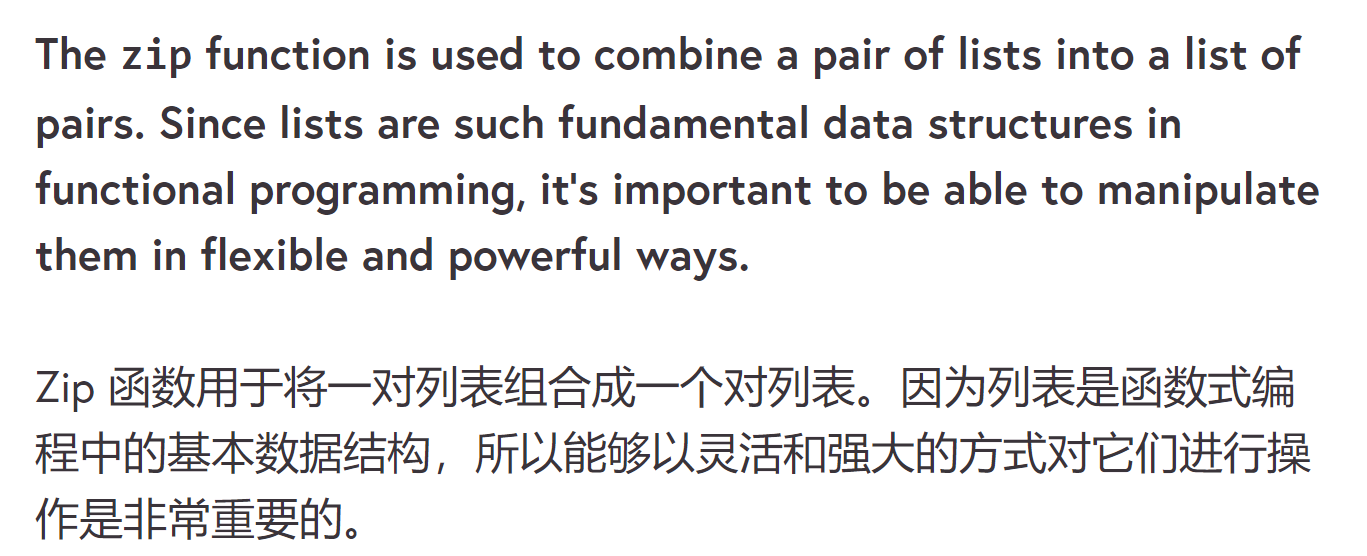 The zip function is used to combine a pair of lists into a list of
pairs. Since lists are such fundamental data structures in
functional programming, it's important to be able to manipulate
them in flexible and powerful ways.
Zip 函数用于将一对列表组合成一个对列表。因为列表是函数式编
程中的基本数据结构，所以能够以灵活和强大的方式对它们进行操
作是非常重要的。